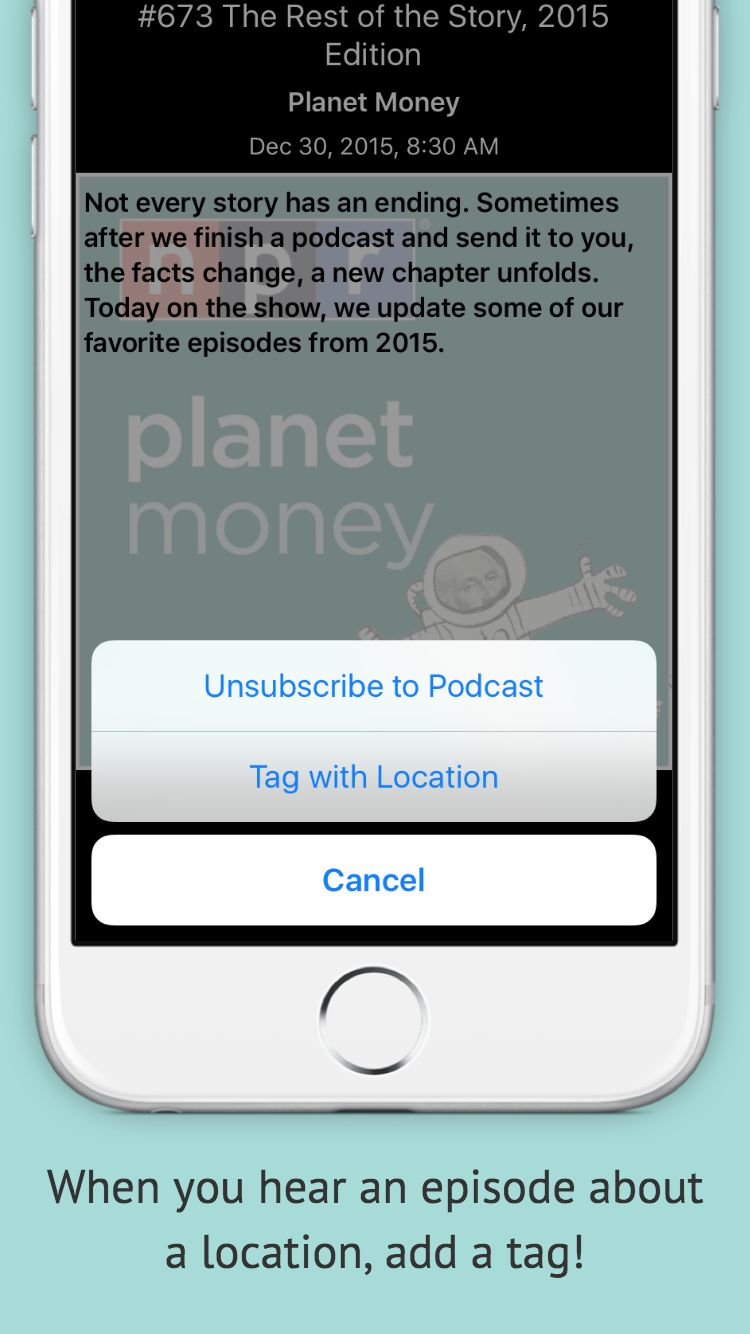 #673 The Rest of the Story, 2015
Edition
Planet Money
Dec 30, 2015, 8:30 AM
Not every story has an ending. Sometimes
after we finish a podcast and send it to you,
the facts change, a new chapter unfolds.
Today on the show, we update some of our
favorite episodes from 2015.
npr®
planet
money
Unsubscribe to Podcast
Tag with Location
Cancel
When you hear an episode about
a location, add a tag!